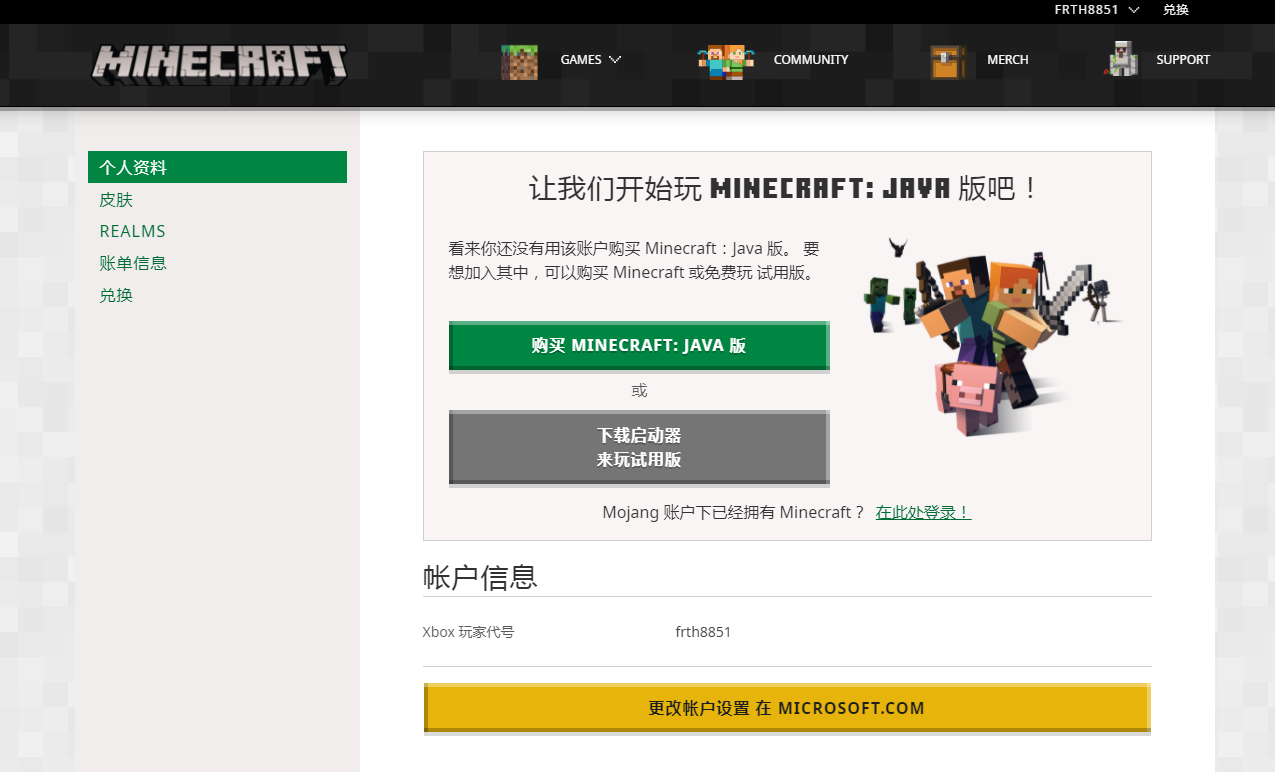 FRTH8851
兑换
MINECRAFT
GAMES
COMMUNITY
MERCH
SUPPORT
个人资料
皮肤
REALMS
账单信息
兑换
让我们开始玩 MINECRAFT: JAVA 版吧！
看来你还没有用该账户购买 Minecraft：Java 版。 要
想加入其中，可以购买 Minecraft 或免费玩 试用版。
购买 MINECRAFT: JAVA 版
或
下载启动器
来玩试用版
Mojang 账户下已经拥有 Minecraft？ 在此处登录！
帐户信息
Xbox 玩家代号
frth8851
更改帐户设置 在 MICROSOFT.COM